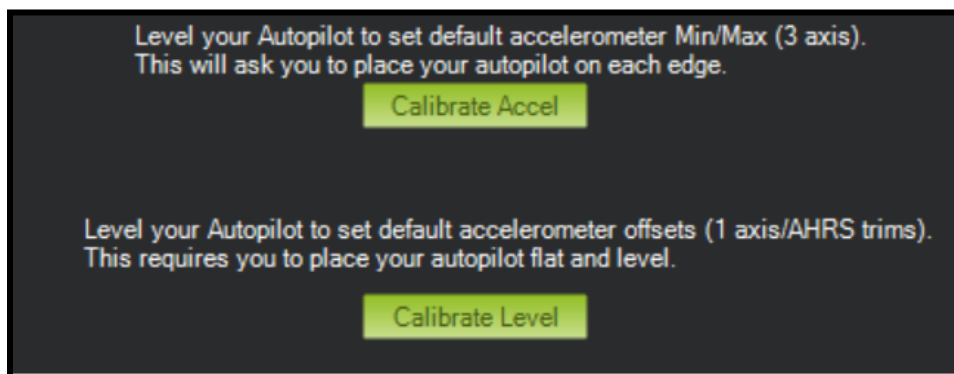 Level your Autopilot to set default accelerometer Min/Max (3 axis).
This will ask you to place your autopilot on each edge.
Calibrate Accel
Level your Autopilot to set default accelerometer offsets (1 axis/AHRS trims).
This requires you to place your autopilot flat and level.
Calibrate Level